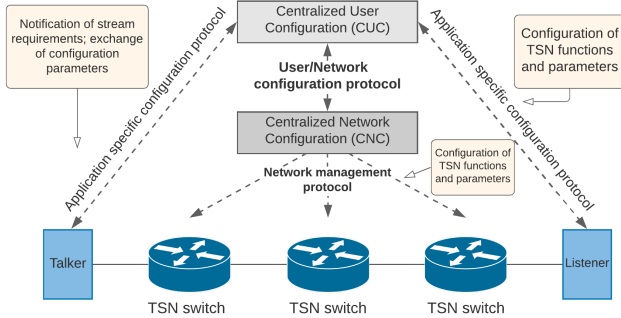 Notification of stream
requirements; exchange
of configuration
parameters
Application specific configuration protocol
Centralized User
Configuration (CUC)
User/Network
configuration protocol
Centralized Network
Configuration (CNC)
Network management
protocol
Configuration of
TSN functions
and parameters
Application specific configuration protocol
Configuration of
TSN functions
and parameters
Talker
Listener
TSN switch
TSN switch
TSN switch